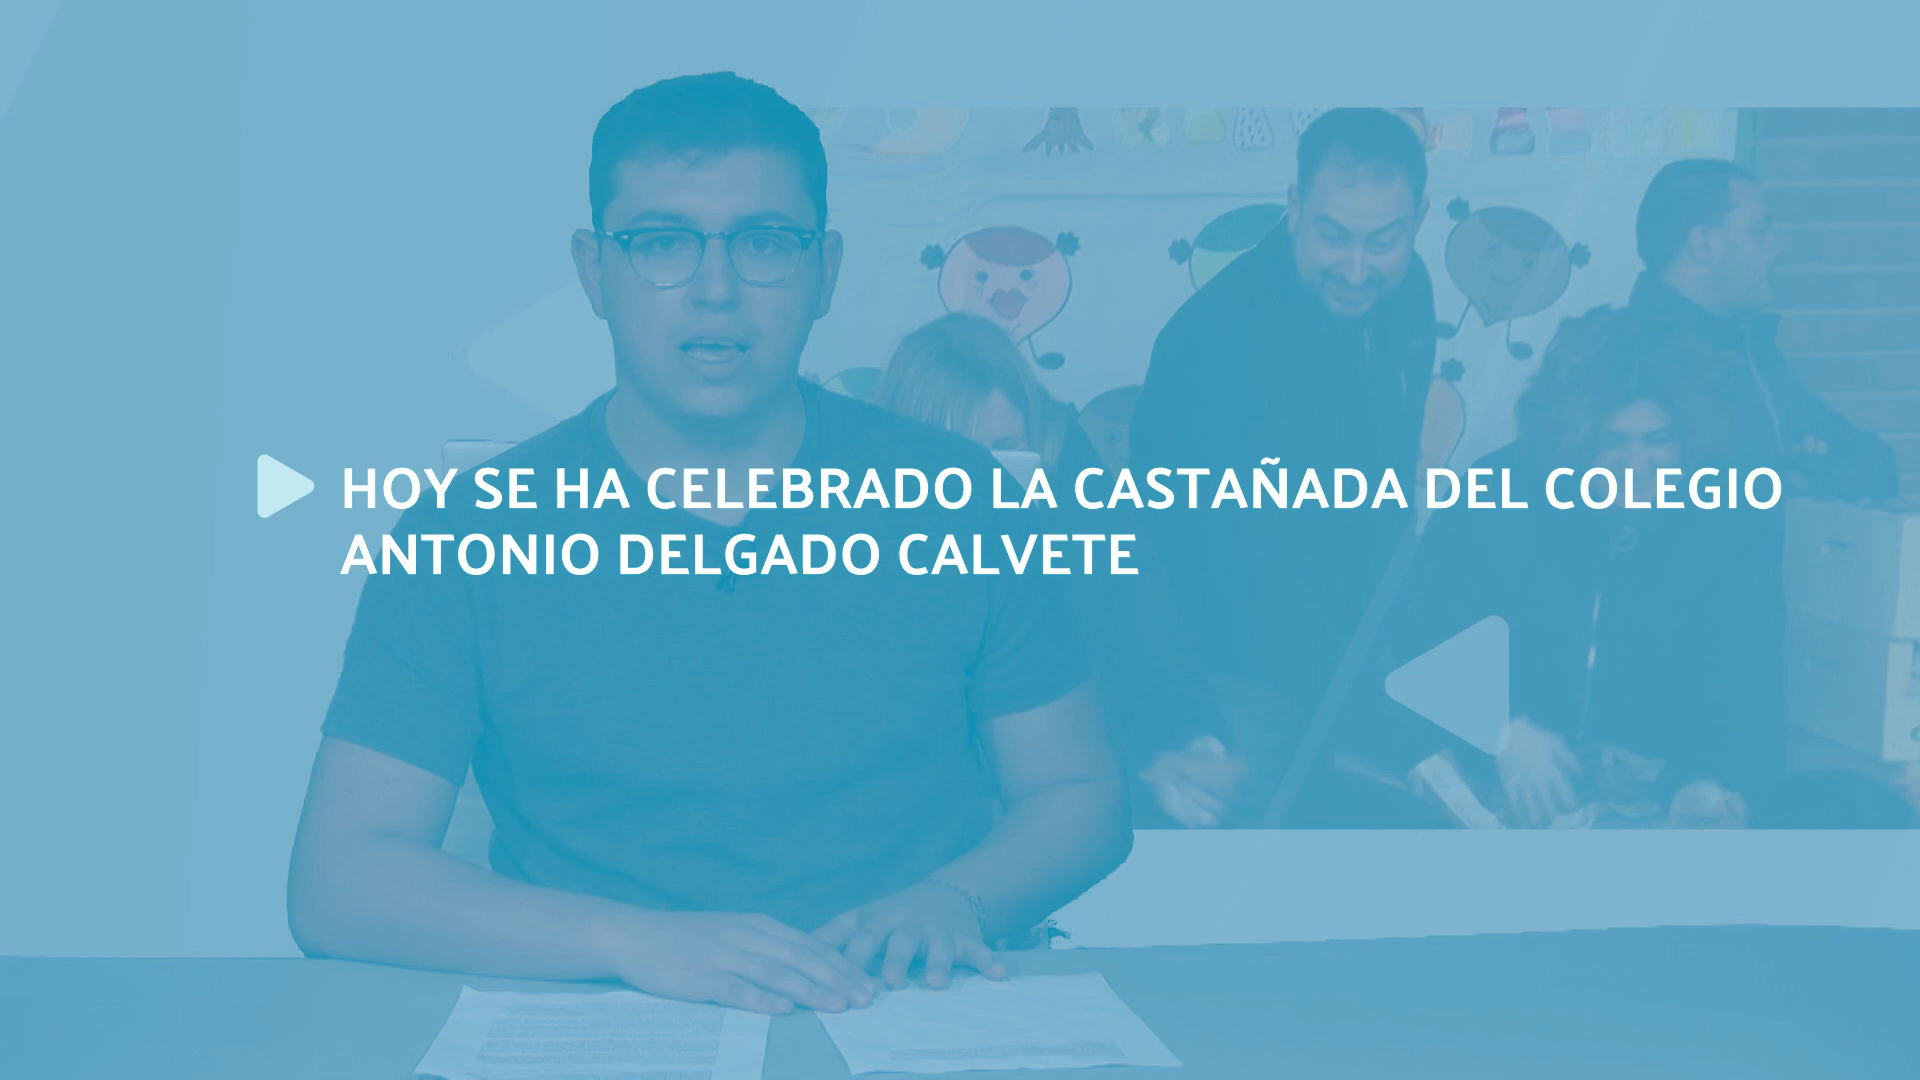 HOY SE HA CELEBRADO LA CASTAÑADA DEL COLEGIO
ANTONIO DELGADO CALVETE